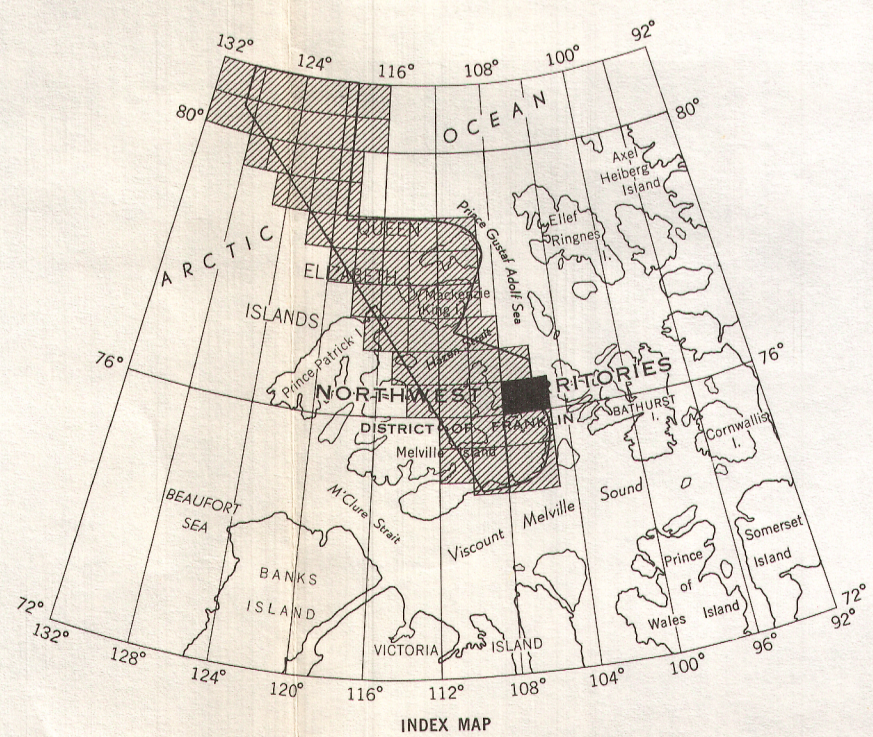 132°
124°
116°
108°
100°
92°
80°
80°
OCEAN
Axel
Heiberg
Island
Ellef
Ringnes
I.
Prince Gustaf Adolf Sea
ARCTIC
QUEEN
ELIZABETH
ISLANDS
Mackenzie
King I.
Hazen Strait
Prince Patrick I.
76°
76°
NORTHWEST RITORIES
DISTRICT OF FRANKLIN
BATHURST
I.
Cornwallis
I.
Melville Island
M'Clure Strait
Viscount Melville Sound
BEAUFORT
SEA
BANKS
ISLAND
Prince
of
Wales Island
Somerset
Island
VICTORIA ISLAND
72°
72°
132°
128°
124°
120°
116°
112°
108°
104°
100°
96°
92°
INDEX MAP